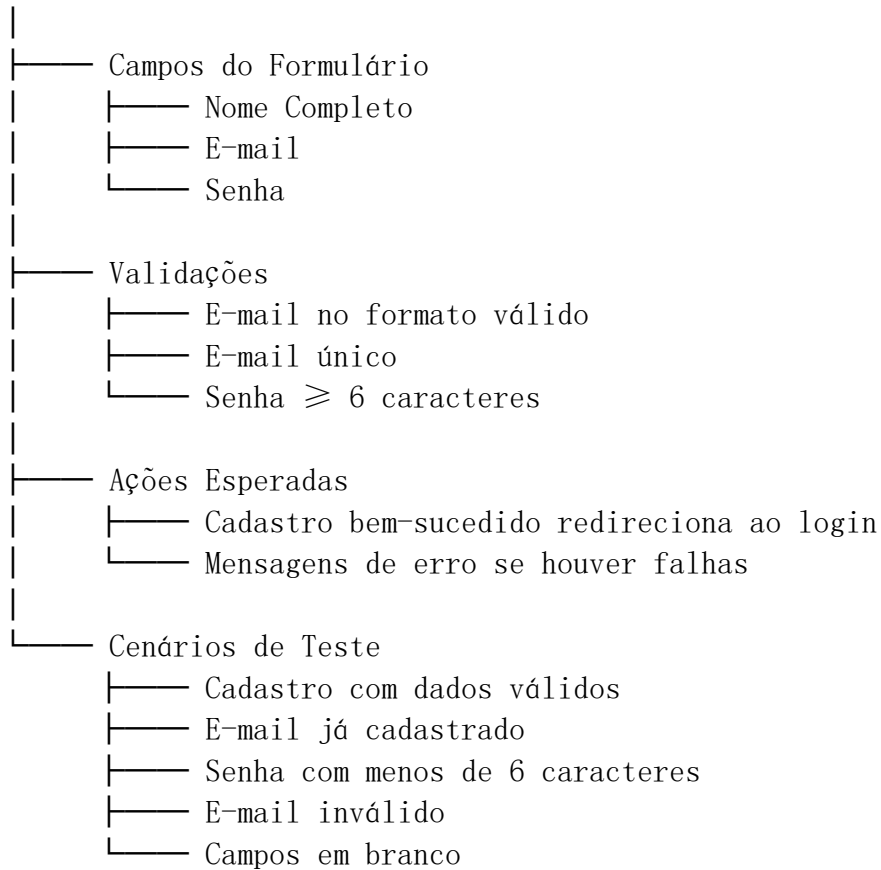 Campos do Formulário
Nome Completo
E-mail
Senha
Validações
E-mail no formato válido
E-mail único
Senha ≥ 6 caracteres
Ações Esperadas
Cadastro bem-sucedido redireciona ao login
Mensagens de erro se houver falhas
Cenários de Teste
Cadastro com dados válidos
E-mail já cadastrado
Senha com menos de 6 caracteres
E-mail inválido
Campos em branco